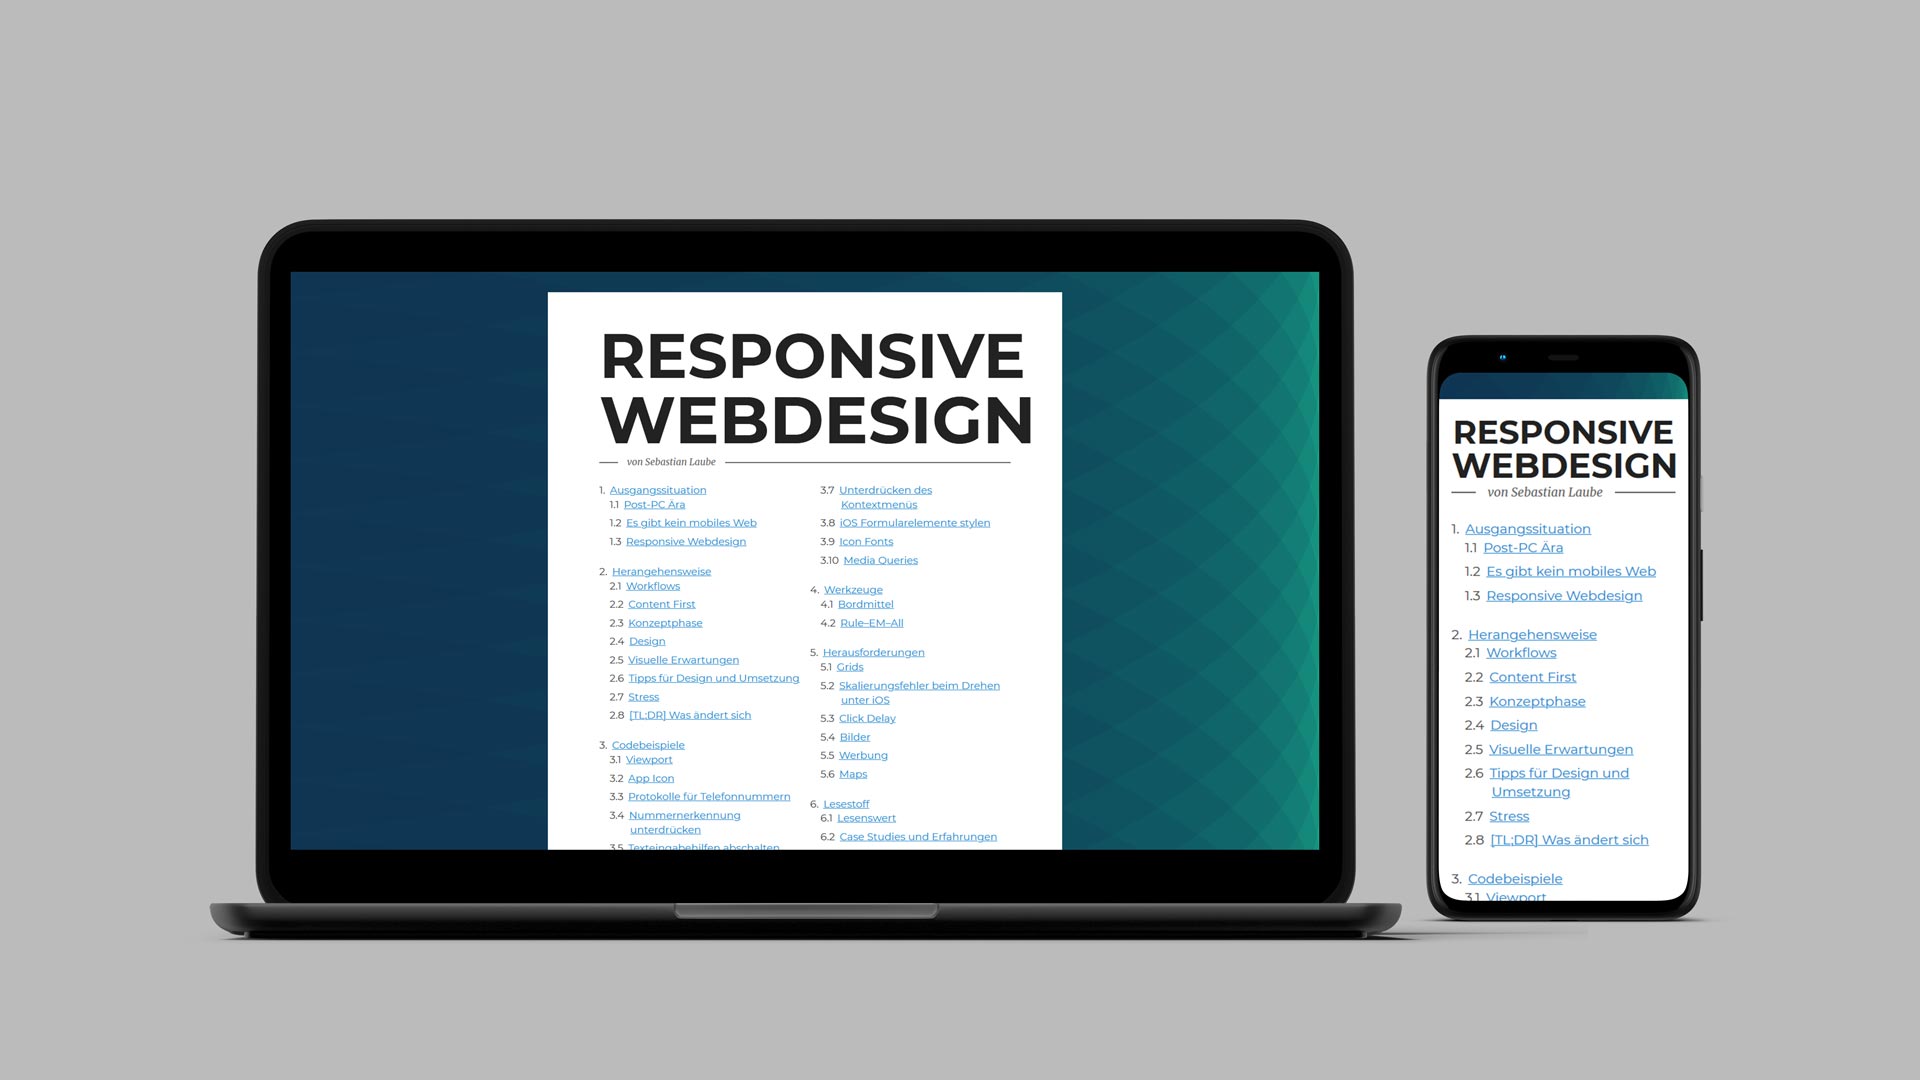 RESPONSIVE
WEBDESIGN
von Sebastian Laube
1. Ausgangssituation
1.1 Post-PC Ära
1.2 Es gibt kein mobiles Web
1.3 Responsive Webdesign
2. Herangehensweise
2.1 Workflows
2.2 Content First
2.3 Konzeptphase
2.4 Design
2.5 Visuelle Erwartungen
2.6 Tipps für Design und Umsetzung
2.7 Stress
2.8 [TL;DR] Was ändert sich
3. Codebeispiele
3.1 Viewport
3.2 App Icon
3.3 Protokolle für Telefonnummern
3.4 Nummernerkennung
unterdrücken
3.5 Texteingabehilfen abschalten
3.7 Unterdrücken des
Kontextmenüs
3.8 iOS Formularelemente stylen
3.9 Icon Fonts
3.10 Media Queries
4. Werkzeuge
4.1 Bordmittel
4.2 Rule–EM–All
5. Herausforderungen
5.1 Grids
5.2 Skalierungsfehler beim Drehen
unter iOS
5.3 Click Delay
5.4 Bilder
5.5 Werbung
5.6 Maps
6. Lesestoff
6.1 Lesenswert
6.2 Case Studies und Erfahrungen
RESPONSIVE
WEBDESIGN
von Sebastian Laube
1. Ausgangssituation
1.1 Post-PC Ära
1.2 Es gibt kein mobiles Web
1.3 Responsive Webdesign
2. Herangehensweise
2.1 Workflows
2.2 Content First
2.3 Konzeptphase
2.4 Design
2.5 Visuelle Erwartungen
2.6 Tipps für Design und
Umsetzung
2.7 Stress
2.8 [TL;DR] Was ändert sich
3. Codebeispiele
3.1 Viewport